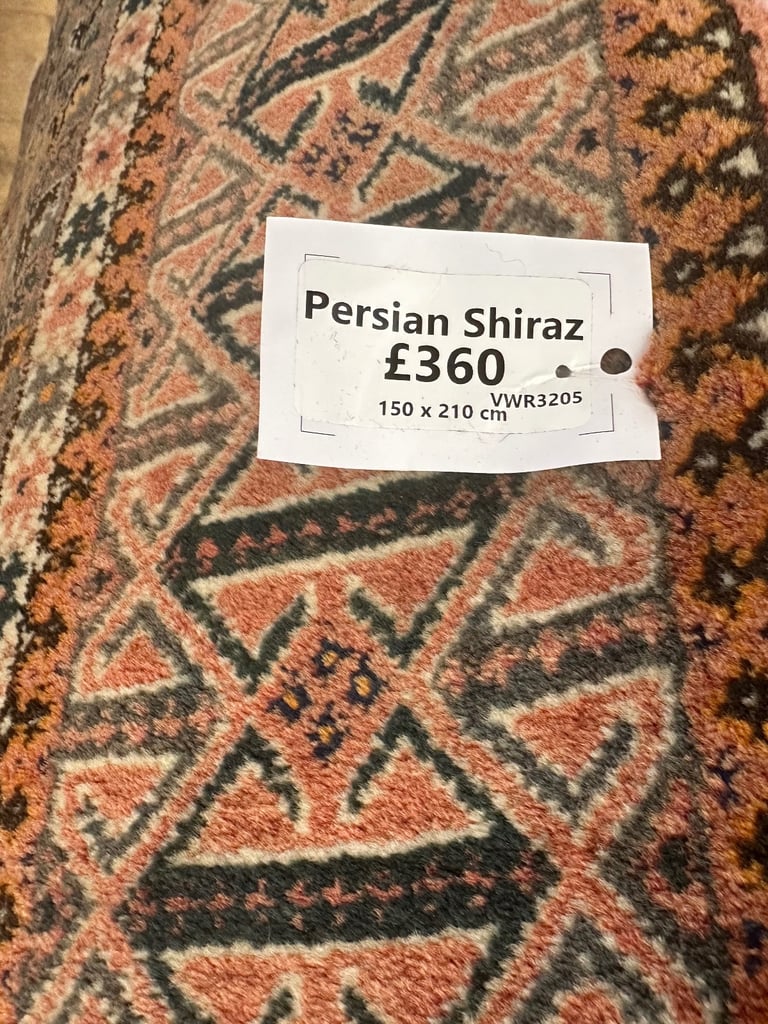 Persian Shiraz
£360
VWR3205
150 x 210 cm